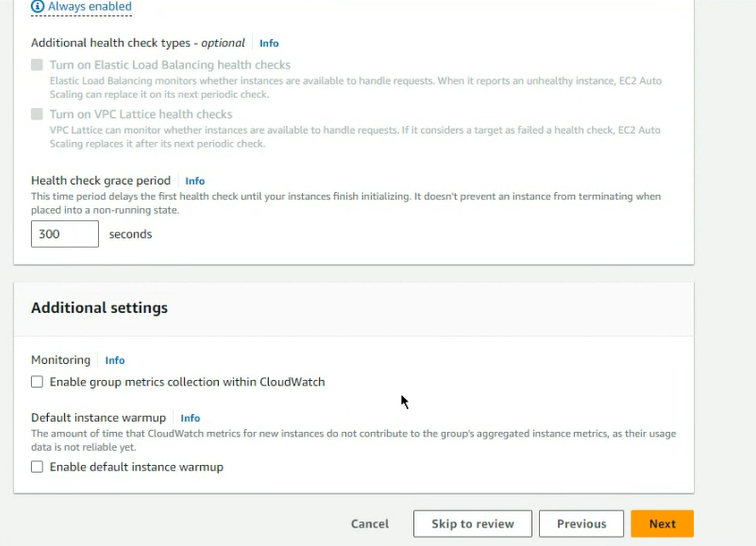 Always enabled
Additional health check types - optional Info
Turn on Elastic Load Balancing health checks
Elastic Load Balancing monitors whether instances are available to handle requests. When it reports an unhealthy instance, EC2 Auto
Scaling can replace it on its next periodic check.
Turn on VPC Lattice health checks
VPC Lattice can monitor whether instances are available to handle requests. If it considers a target as failed a health check, EC2 Auto
Scaling replaces it after its next periodic check.
Health check grace period Info
This time period delays the first health check until your instances finish initializing. It doesn't prevent an instance from terminating when
placed into a non-running state.
300 seconds
Additional settings
Monitoring Info
Enable group metrics collection within CloudWatch
Default instance warmup Info
The amount of time that CloudWatch metrics for new instances do not contribute to the group's aggregated instance metrics, as their usage
data is not reliable yet.
Enable default instance warmup
Cancel Skip to review Previous Next